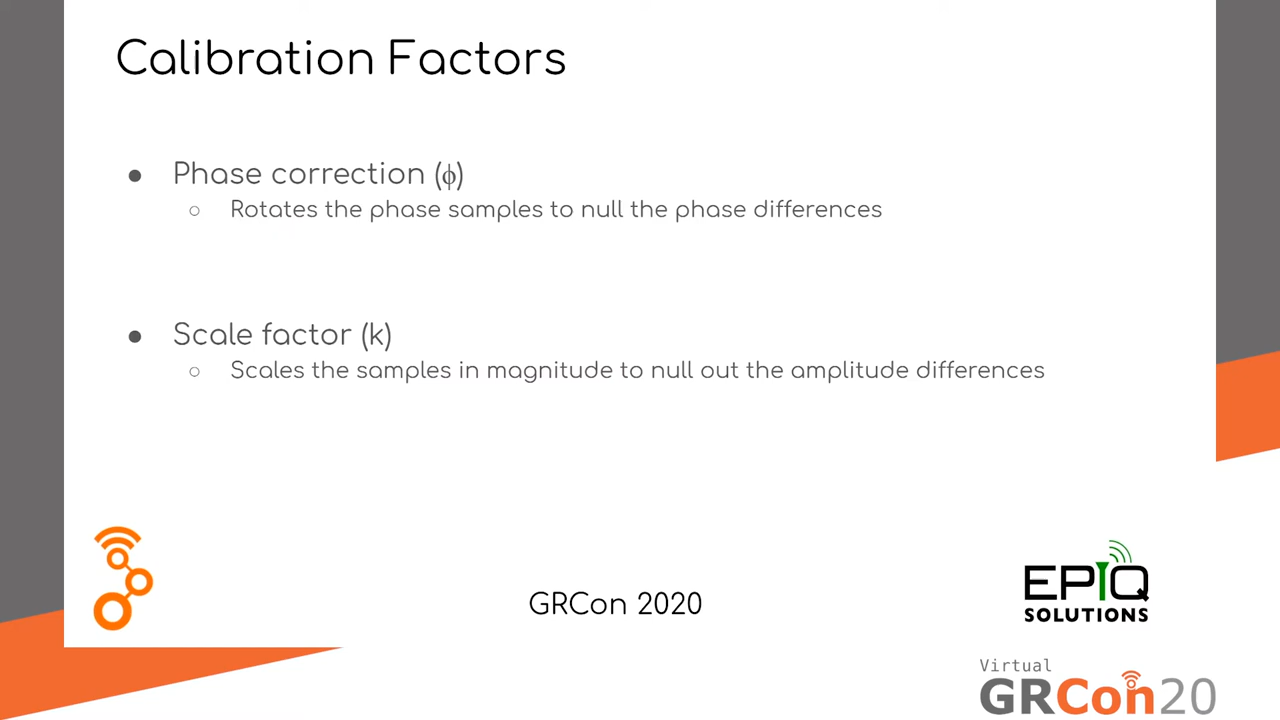 Calibration Factors
● Phase correction (ϕ)
○ Rotates the phase samples to null the phase differences
● Scale factor (k)
○ Scales the samples in magnitude to null out the amplitude differences
GRCon 2020
EPIQ
SOLUTIONS
Virtual
GRCon20